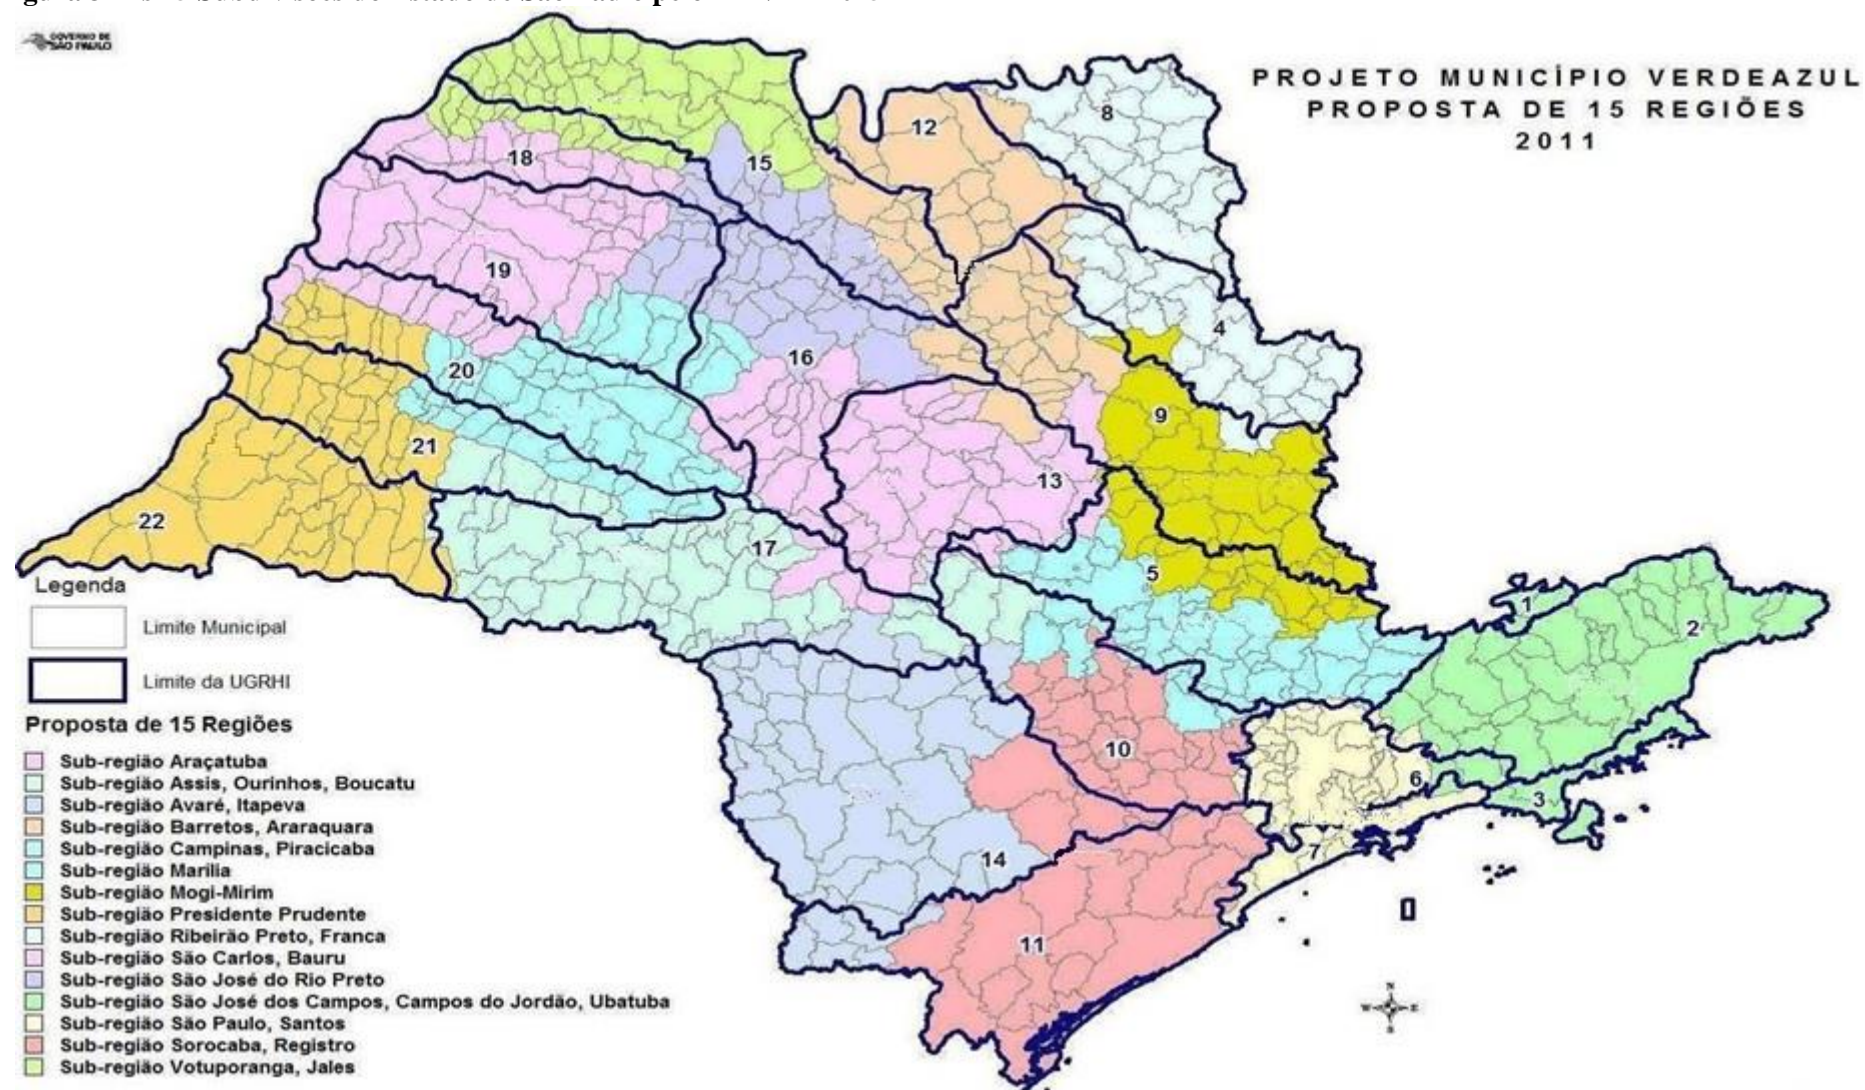 GOVERNO DE
SÃO PAULO
PROJETO MUNICÍPIO VERDEAZUL
PROPOSTA DE 15 REGIÕES
2011
8
12
15
18
19
4
16
20
9
21
13
22
17
5
1
2
10
6
3
7
14
11
Legenda
Limite Municipal
Limite da UGRHI
Proposta de 15 Regiões
Sub-região Araçatuba
Sub-região Assis, Ourinhos, Boucatu
Sub-região Avaré, Itapeva
Sub-região Barretos, Araraquara
Sub-região Campinas, Piracicaba
Sub-região Marília
Sub-região Mogi-Mirim
Sub-região Presidente Prudente
Sub-região Ribeirão Preto, Franca
Sub-região São Carlos, Bauru
Sub-região São José do Rio Preto
Sub-região São José dos Campos, Campos do Jordão, Ubatuba
Sub-região São Paulo, Santos
Sub-região Sorocaba, Registro
Sub-região Votuporanga, Jales
N
W E
S